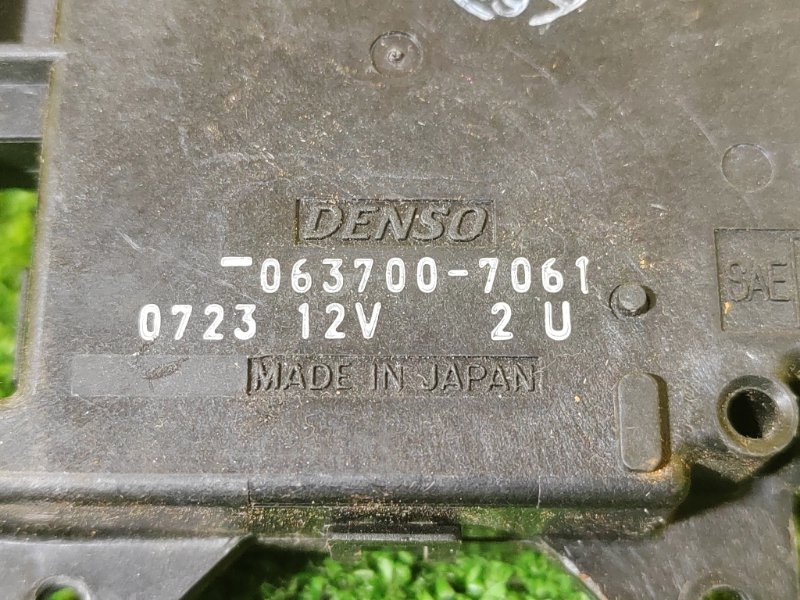 DENSO
-063700-7061
0723 12V 2U
SAE
MADE IN JAPAN